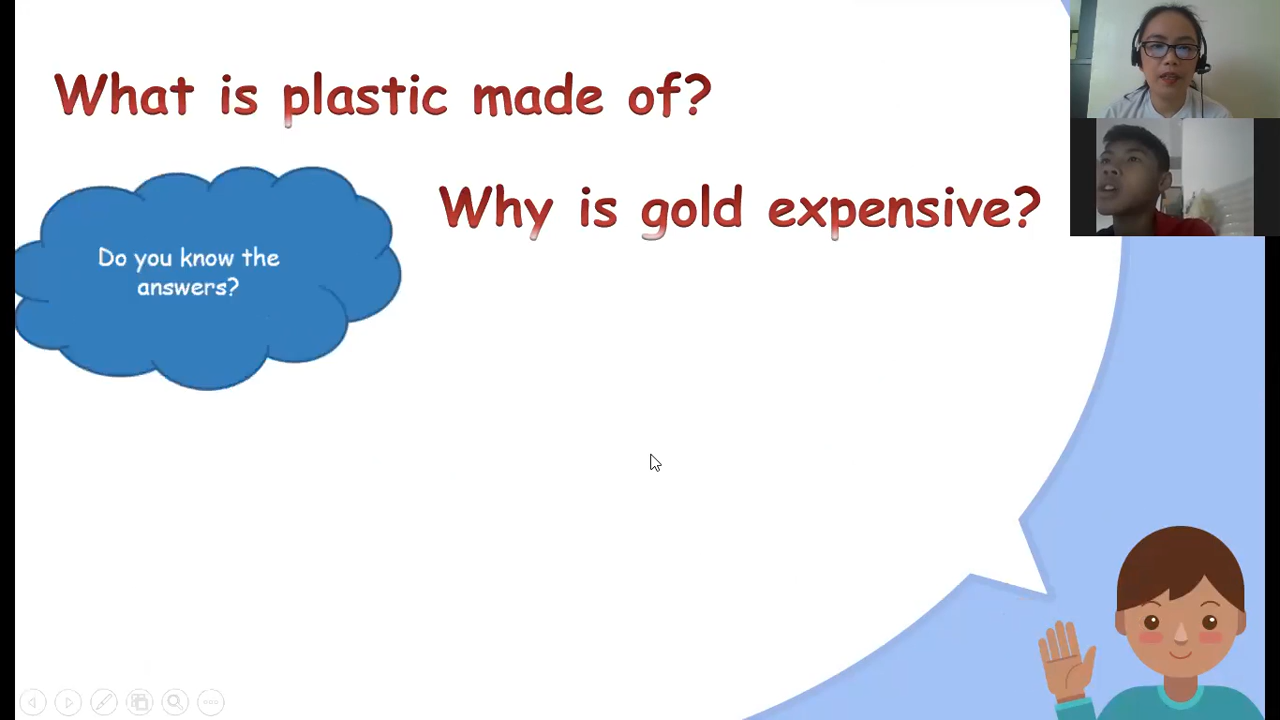 What is plastic made of?
Why is gold expensive?
Do you know the
answers?